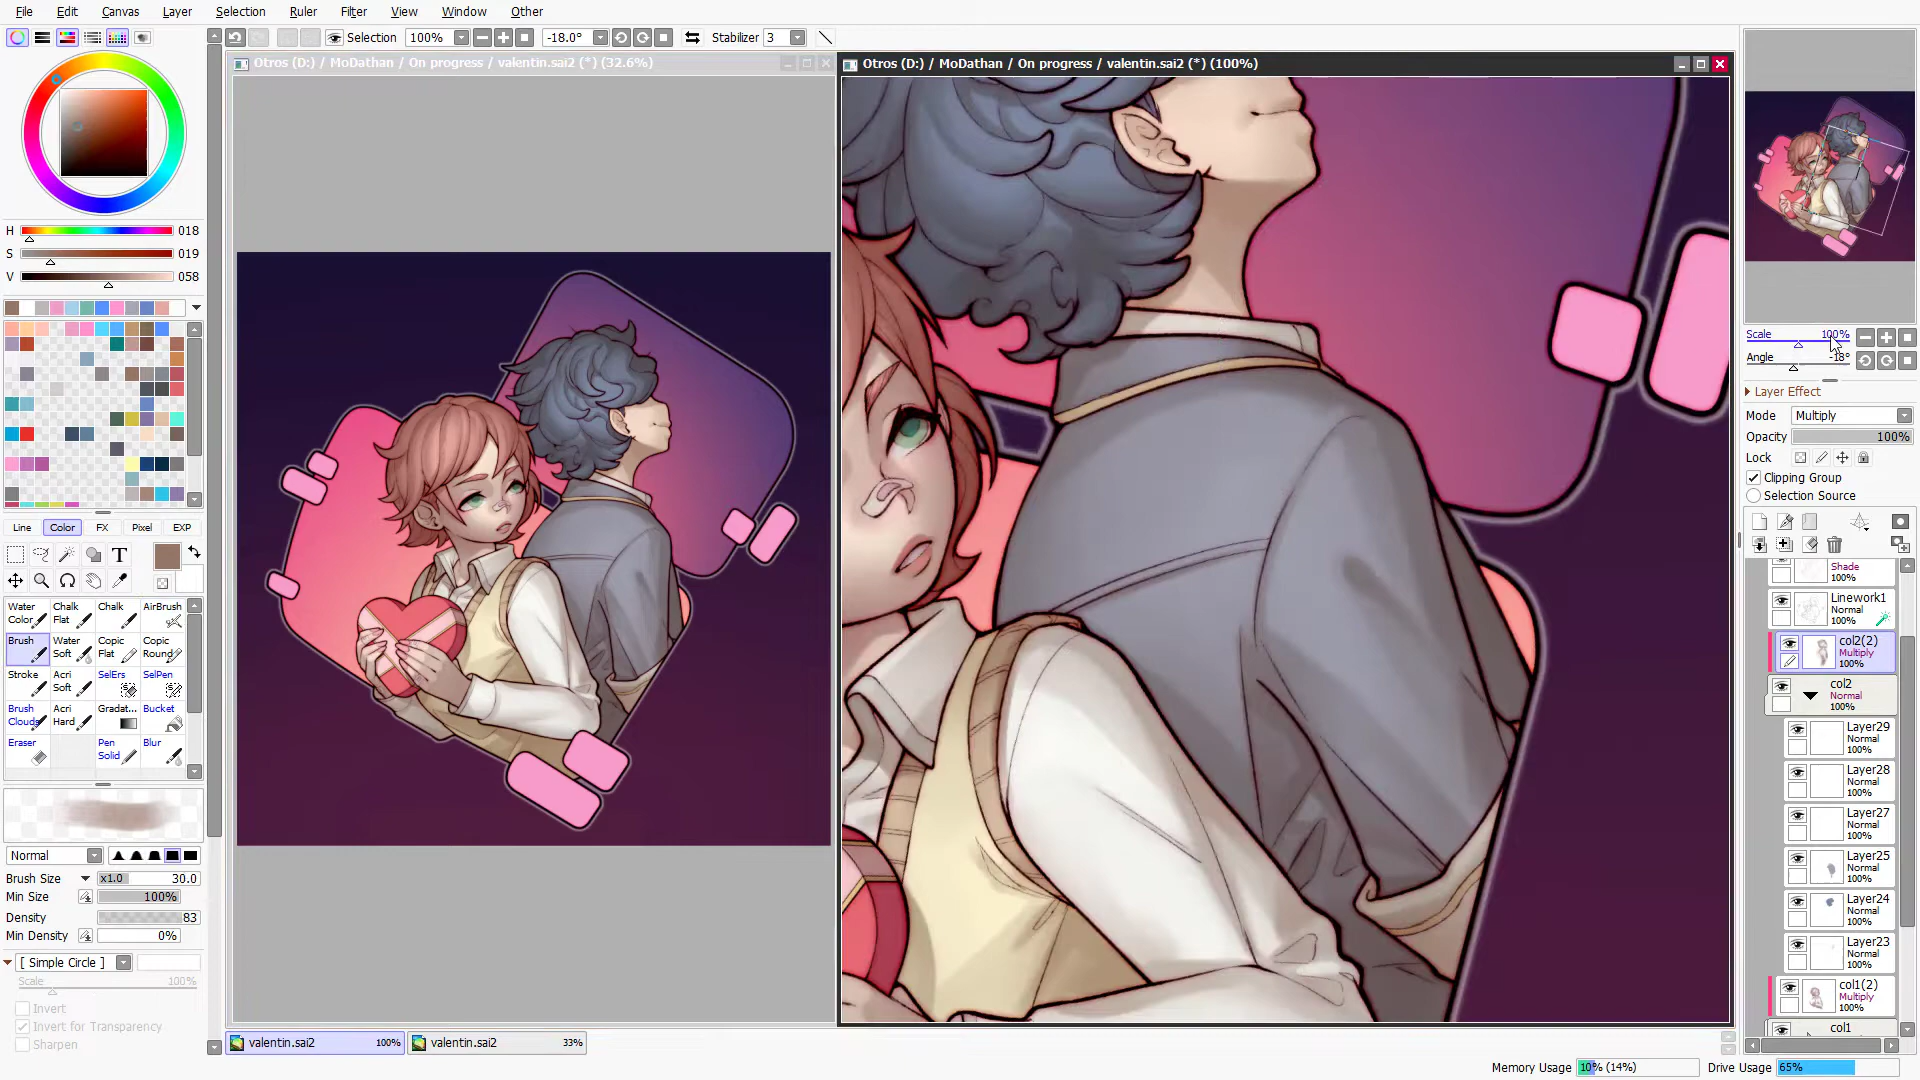 File Edit Canvas Layer Selection Ruler Filter View Window Other
Selection 100% -18.0° Stabilizer 3
Otros (D:) / MoDathan / On progress / valentin.sai2 (*) (32.6%)
Otros (D:) / MoDathan / On progress / valentin.sai2 (*) (100%)
H 018
S 019
V 058
Line Color FX Pixel EXP
T
Water Color Chalk Flat Chalk AirBrush
Brush Water Soft Copic Flat Copic Round
Stroke Acri Soft SelErs SelPen
Brush Clouds Acri Hard Gradat... Bucket
Eraser Pen Solid Blur
Normal
Brush Size x1.0 30.0
Min Size 100%
Density 83
Min Density 0%
[ Simple Circle ]
Scale 100%
Invert
Invert for Transparency
Sharpen
valentin.sai2 100% valentin.sai2 33%
Scale 100%
Angle -18°
Layer Effect
Mode Multiply
Opacity 100%
Lock
Clipping Group
Selection Source
Shade
100%
Linework1
Normal
100%
col2(2)
Multiply
100%
col2
Normal
100%
Layer29
Normal
100%
Layer28
Normal
100%
Layer27
Normal
100%
Layer25
Normal
100%
Layer24
Normal
100%
Layer23
Normal
100%
col1(2)
Multiply
100%
col1
Memory Usage 10% (14%) Drive Usage 65%